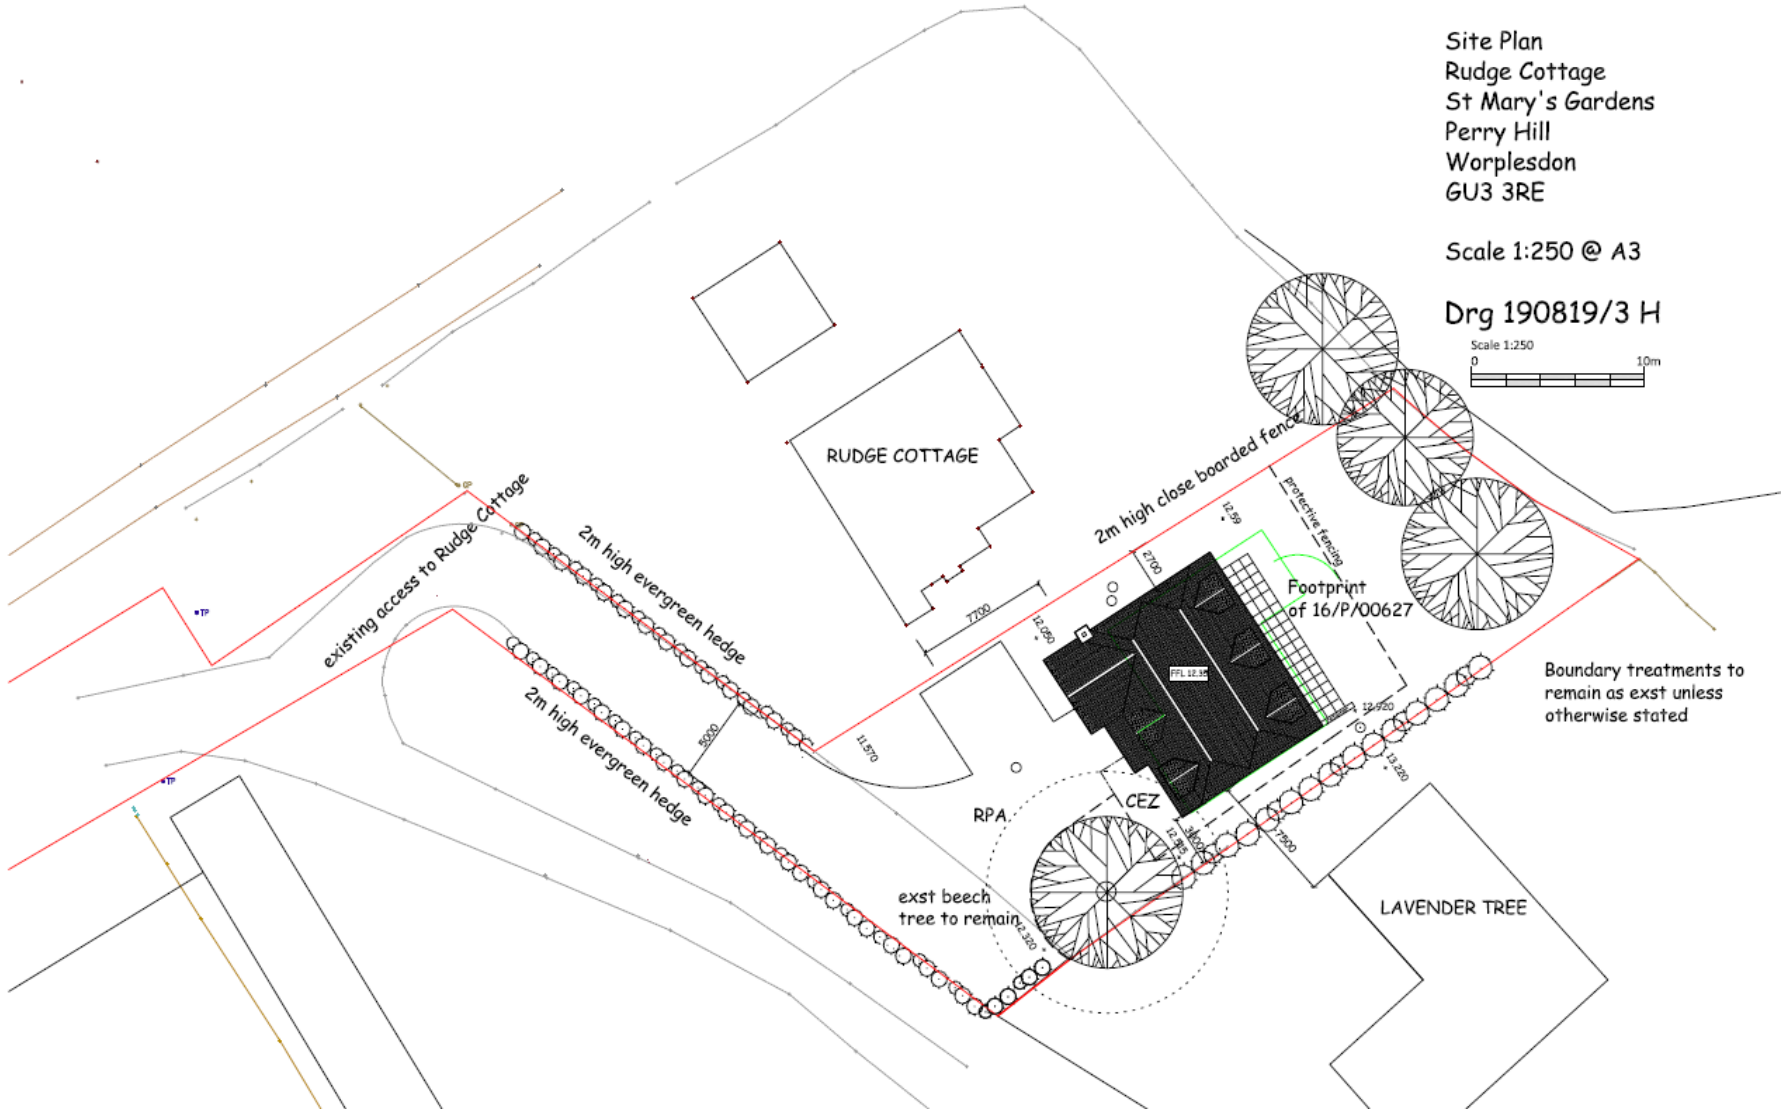 Site Plan
Rudge Cottage
St Mary's Gardens
Perry Hill
Worplesdon
GU3 3RE
Scale 1:250 @ A3
Drg 190819/3 H
Scale 1:250
0 10m
RUDGE COTTAGE
2m high close boarded fence
protective fencing
12.59
2700
Footprint
of 16/P/00627
existing access to Rudge Cottage
2m high evergreen hedge
7700
12.050
TP
FFL 12.35
Boundary treatments to
remain as exst unless
otherwise stated
2m high evergreen hedge
5000
11.570
12.920
13.220
TP
RPA
CEZ
7500
exst beech
tree to remain
12.320
LAVENDER TREE